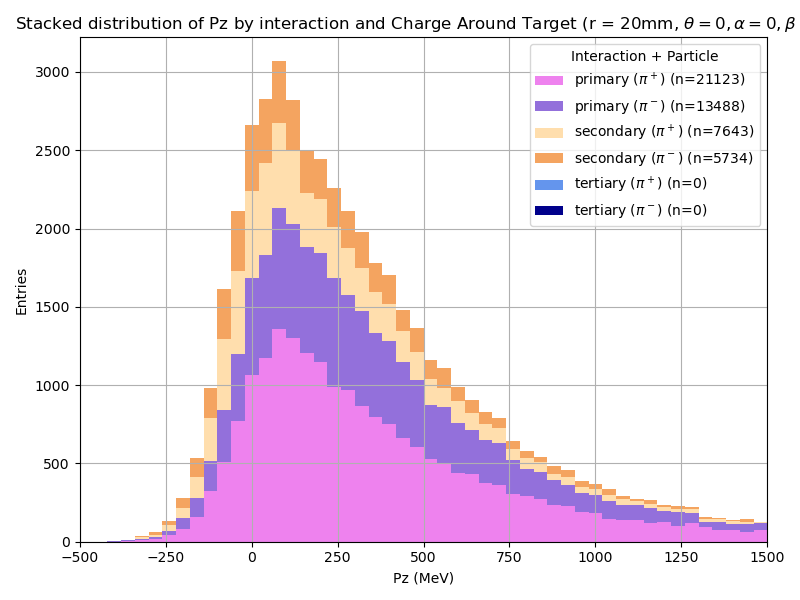 Stacked distribution of Pz by interaction and Charge Around Target (r = 20mm, θ = 0, α = 0, β
Interaction + Particle
primary (π⁺) (n=21123)
primary (π⁻) (n=13488)
secondary (π⁺) (n=7643)
secondary (π⁻) (n=5734)
tertiary (π⁺) (n=0)
tertiary (π⁻) (n=0)
Entries
3000
2500
2000
1500
1000
500
0
−500 −250 0 250 500 750 1000 1250 1500
Pz (MeV)